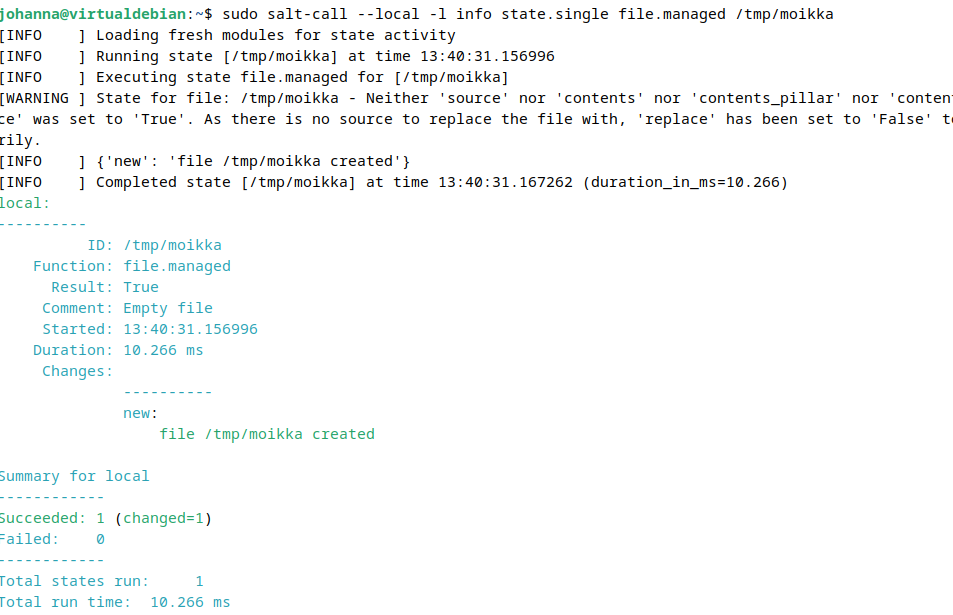 johanna@virtualdebian:~$ sudo salt-call --local -l info state.single file.managed /tmp/moikka
[INFO    ] Loading fresh modules for state activity
[INFO    ] Running state [/tmp/moikka] at time 13:40:31.156996
[INFO    ] Executing state file.managed for [/tmp/moikka]
[WARNING ] State for file: /tmp/moikka - Neither 'source' nor 'contents' nor 'contents_pillar' nor 'conten
ce' was set to 'True'. As there is no source to replace the file with, 'replace' has been set to 'False' t
rily.
[INFO    ] {'new': 'file /tmp/moikka created'}
[INFO    ] Completed state [/tmp/moikka] at time 13:40:31.167262 (duration_in_ms=10.266)
local:
----------
          ID: /tmp/moikka
    Function: file.managed
      Result: True
     Comment: Empty file
     Started: 13:40:31.156996
    Duration: 10.266 ms
     Changes:
              ----------
              new:
                  file /tmp/moikka created
Summary for local
------------
Succeeded: 1 (changed=1)
Failed:    0
------------
Total states run:     1
Total run time:  10.266 ms